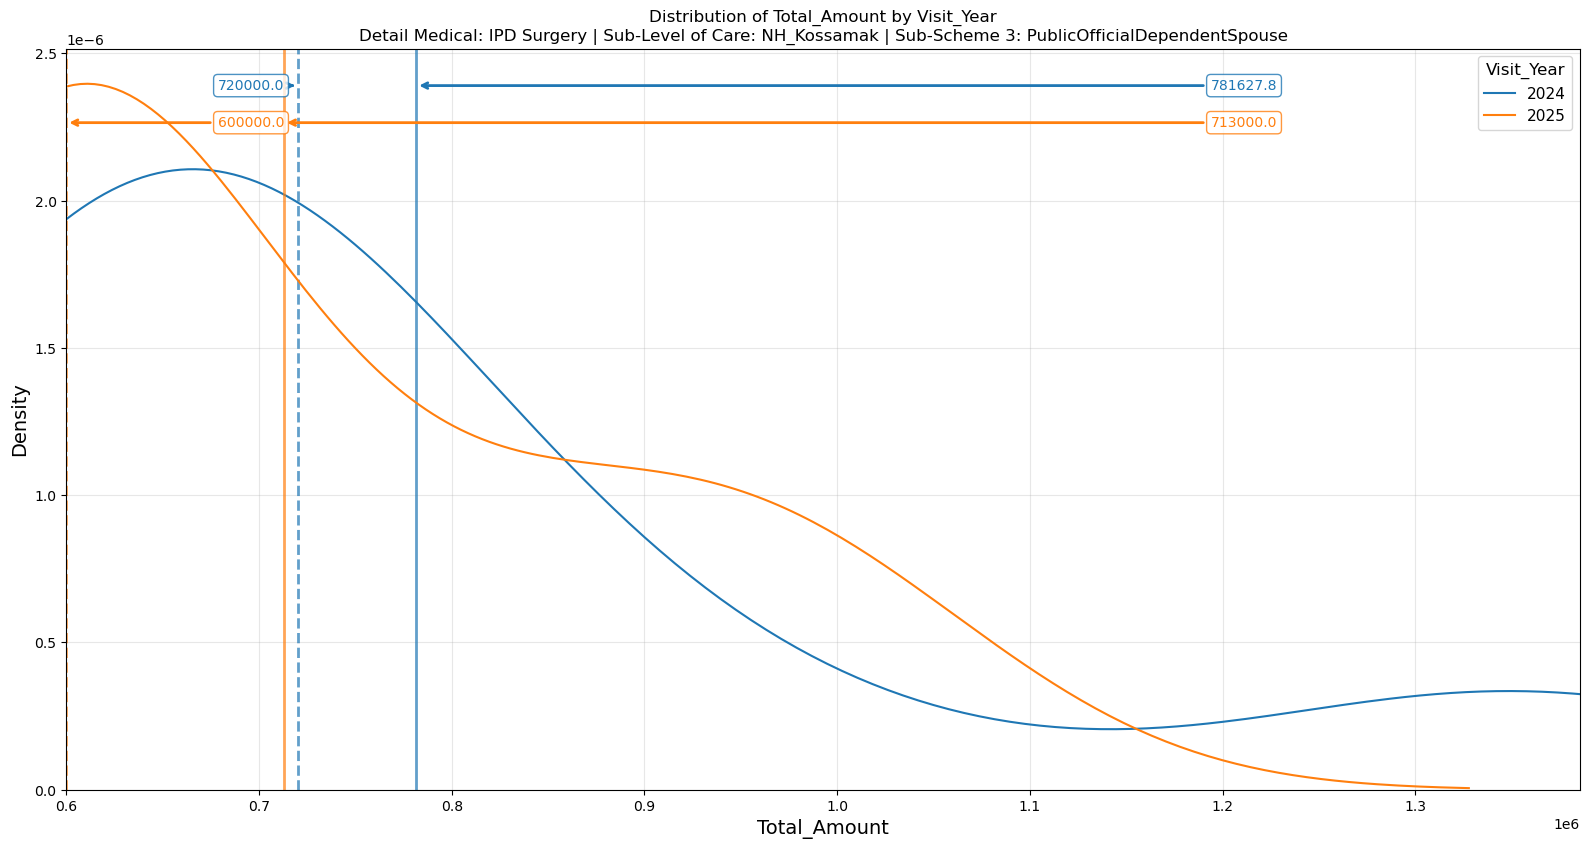 Distribution of Total_Amount by Visit_Year
Detail Medical: IPD Surgery | Sub-Level of Care: NH_Kossamak | Sub-Scheme 3: PublicOfficialDependentSpouse
1e−6
2.5
2.0
1.5
1.0
0.5
0.0
Density
720000.0
781627.8
600000.0
713000.0
Visit_Year
2024
2025
0.6
0.7
0.8
0.9
1.0
1.1
1.2
1.3
1e6
Total_Amount